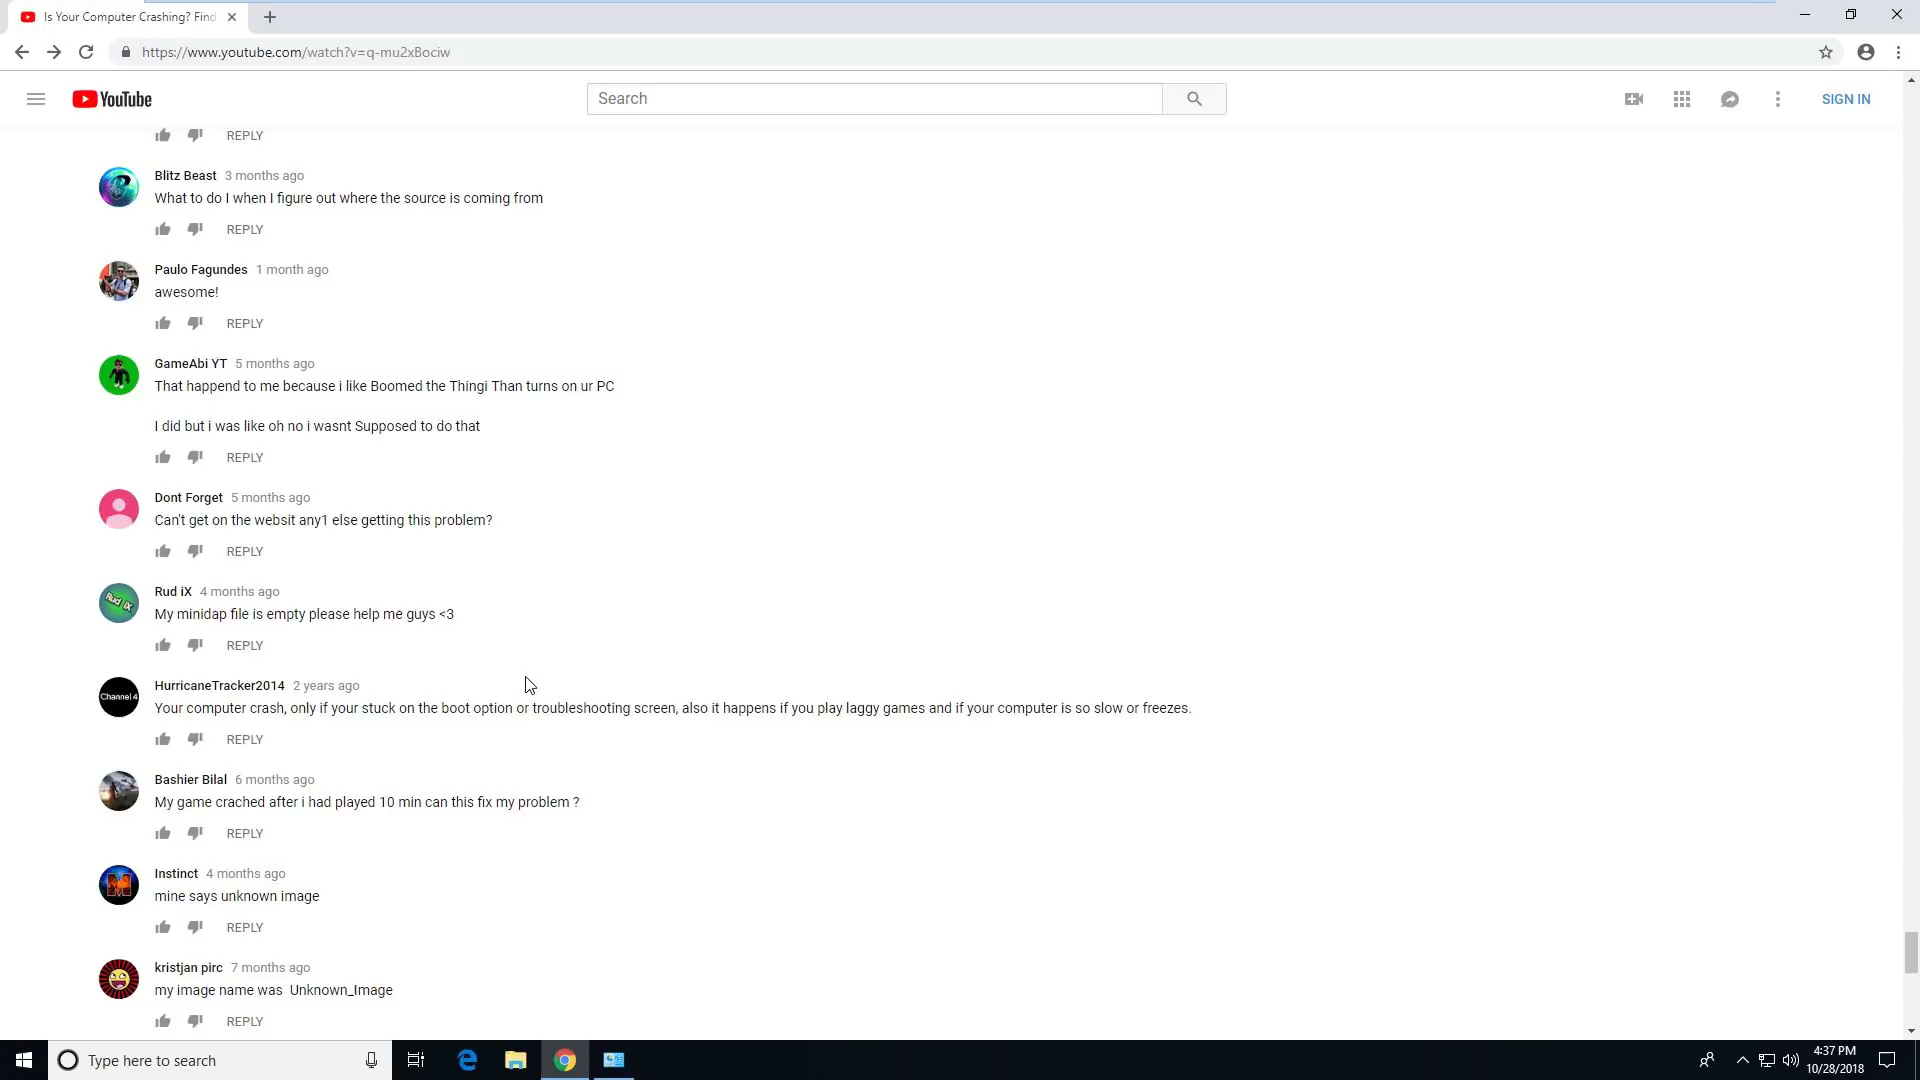 Is Your Computer Crashing? Find
https://www.youtube.com/watch?v=q-mu2xBociw
YouTube
Search
SIGN IN
REPLY
Blitz Beast 3 months ago
What to do I when I figure out where the source is coming from
REPLY
Paulo Fagundes 1 month ago
awesome!
REPLY
GameAbi YT 5 months ago
That happend to me because i like Boomed the Thingi Than turns on ur PC
I did but i was like oh no i wasnt Supposed to do that
REPLY
Dont Forget 5 months ago
Can't get on the websit any1 else getting this problem?
REPLY
Rud iX
Rud iX 4 months ago
My minidap file is empty please help me guys <3
REPLY
Channel 4
HurricaneTracker2014 2 years ago
Your computer crash, only if your stuck on the boot option or troubleshooting screen, also it happens if you play laggy games and if your computer is so slow or freezes.
REPLY
Bashier Bilal 6 months ago
My game crached after i had played 10 min can this fix my problem ?
REPLY
Instinct 4 months ago
mine says unknown image
REPLY
kristjan pirc 7 months ago
my image name was  Unknown_Image
REPLY
Type here to search
4:37 PM
10/28/2018